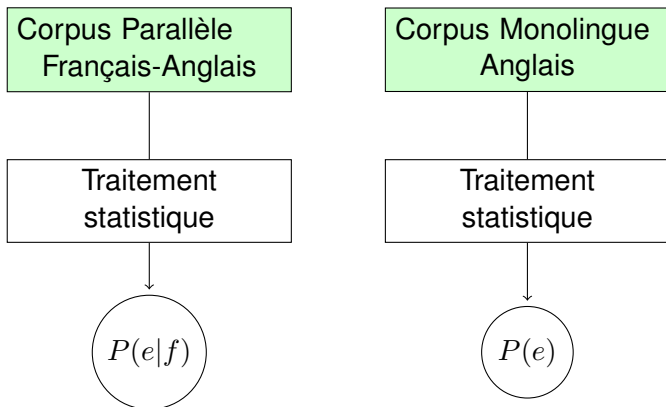 Corpus Parallèle
Français-Anglais
Traitement
statistique
P(e|f)
Corpus Monolingue
Anglais
Traitement
statistique
P(e)